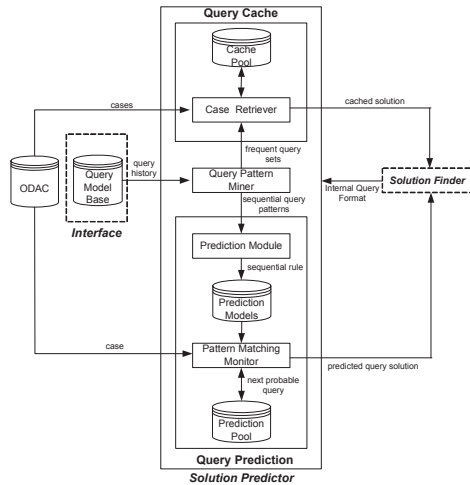 Query Cache
Cache
Pool
cases
Case Retriever
cached solution
frequent query
sets
query
history
ODAC
Query
Model
Base
Interface
Query Pattern
Miner
Internal Query
Format
Solution Finder
sequential query
patterns
Prediction Module
sequential rule
Prediction
Models
case
Pattern Matching
Monitor
predicted query solution
next probable
query
Prediction
Pool
Query Prediction
Solution Predictor